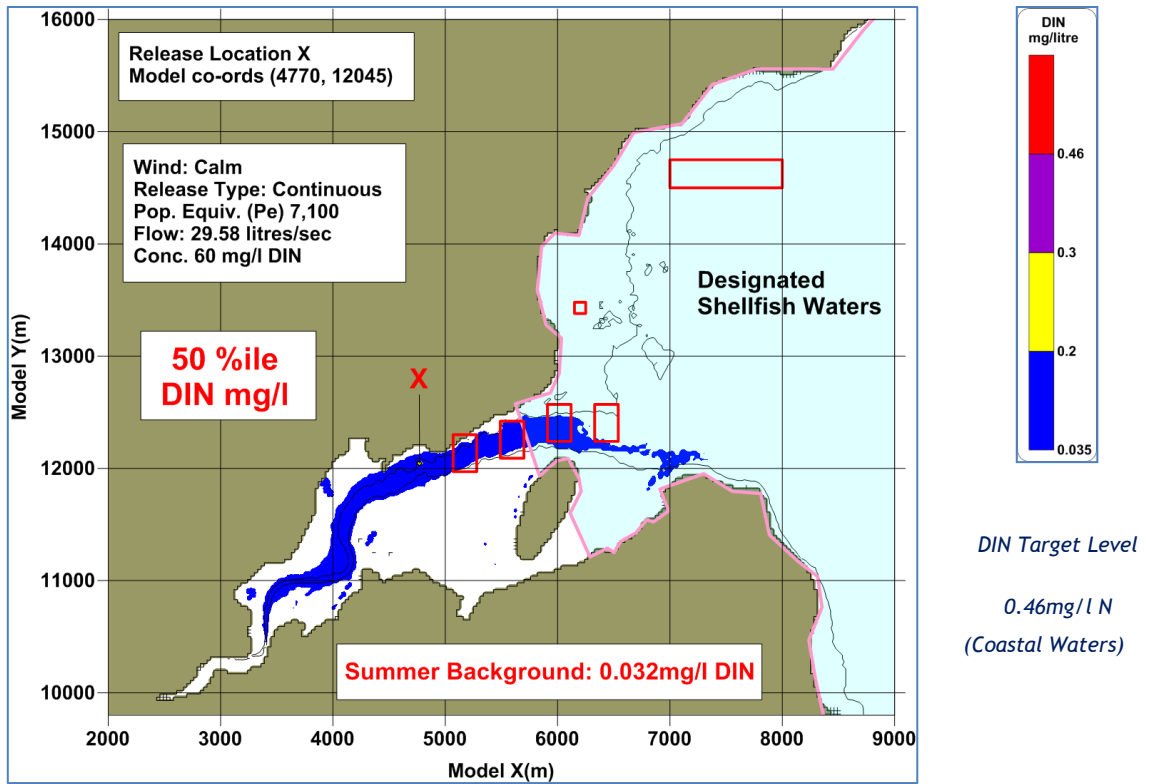 Release Location X
Model co-ords (4770, 12045)
Wind: Calm
Release Type: Continuous
Pop. Equiv. (Pe) 7,100
Flow: 29.58 litres/sec
Conc. 60 mg/l DIN
50 %ile
DIN mg/l
X
Designated
Shellfish Waters
Summer Background: 0.032mg/l DIN
Model Y(m)
16000
15000
14000
13000
12000
11000
10000
2000 3000 4000 5000 6000 7000 8000 9000
Model X(m)
DIN
mg/litre
0.46
0.3
0.2
0.035
DIN Target Level
0.46mg/l N
(Coastal Waters)